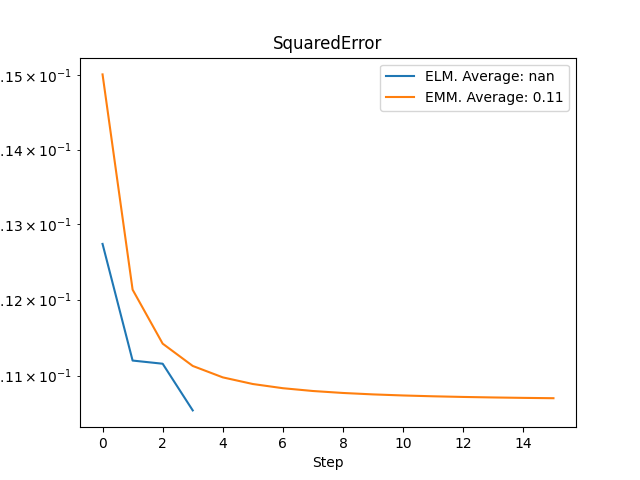 SquaredError
ELM. Average: nan
EMM. Average: 0.11
.15 × 10⁻¹
.14 × 10⁻¹
.13 × 10⁻¹
.12 × 10⁻¹
.11 × 10⁻¹
0 2 4 6 8 10 12 14
Step